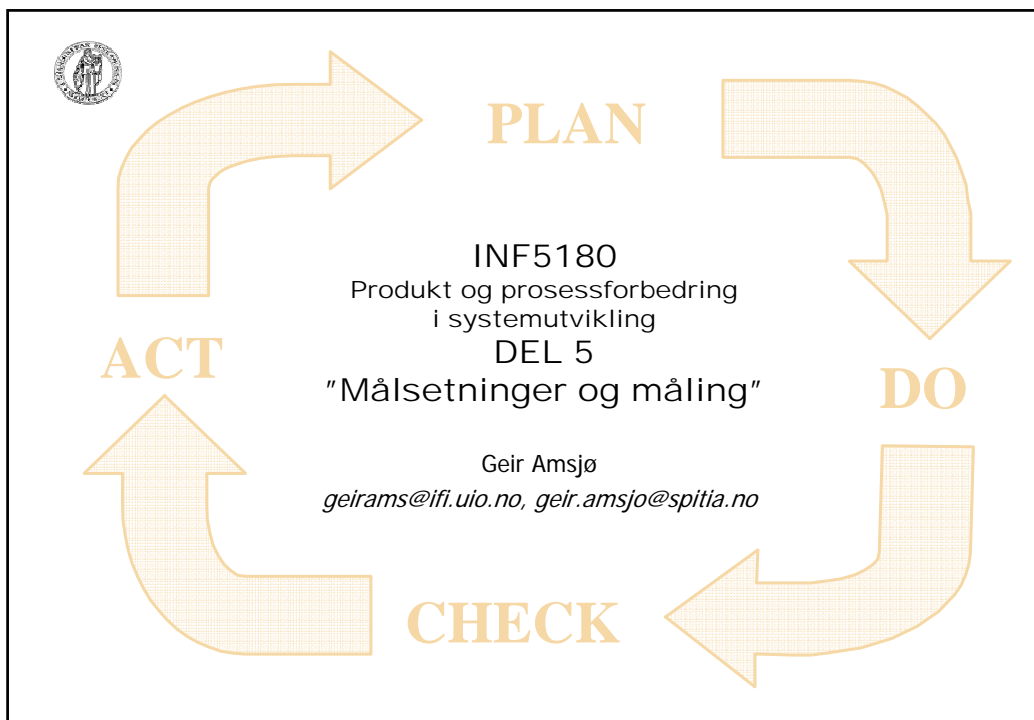 PLAN
INF5180
Produkt og prosessforbedring
i systemutvikling
DEL 5
"Målsetninger og måling"
ACT
DO
Geir Amsjø
geirams@ifi.uio.no, geir.amsjo@spitia.no
CHECK